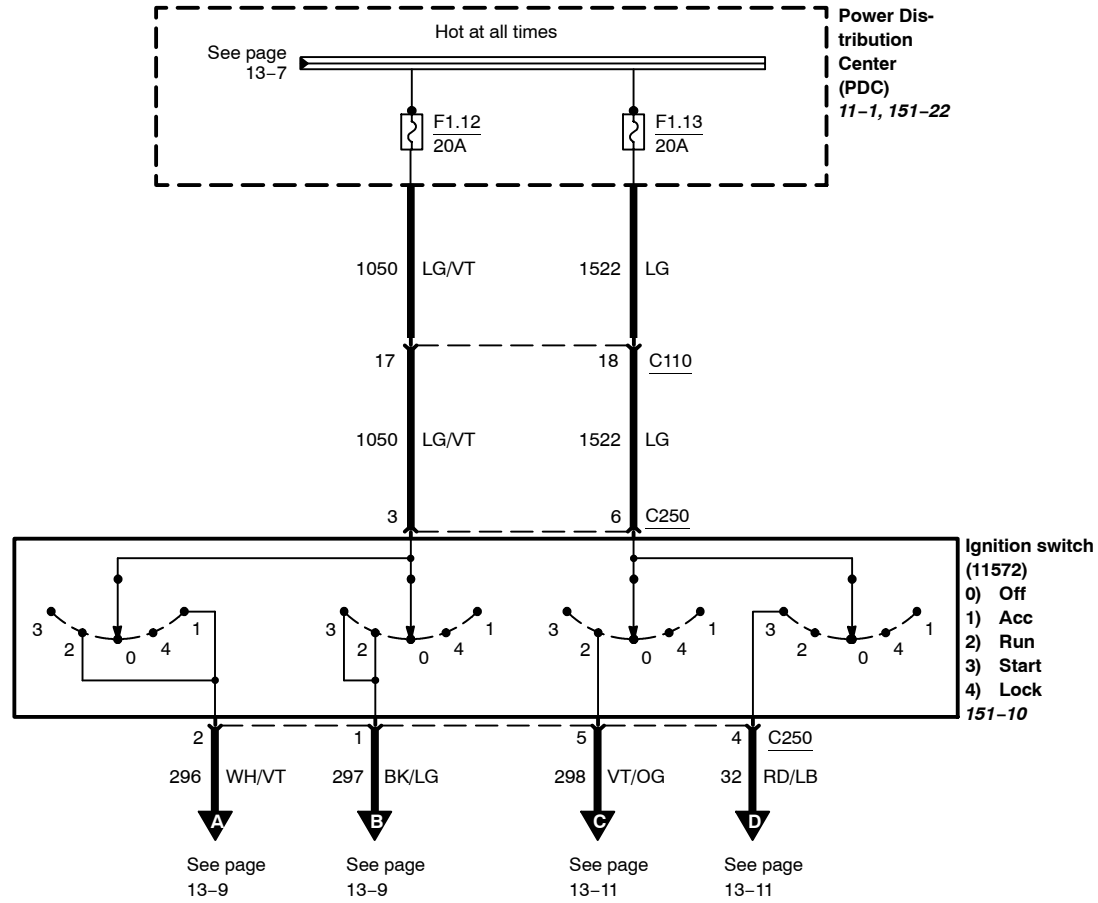 Power Dis-
tribution
Center
(PDC)
11−1, 151−22
Hot at all times
See page
13−7
F1.12
20A
F1.13
20A
1050 LG/VT
1522 LG
17
18 C110
1050 LG/VT
1522 LG
3
6 C250
Ignition switch
(11572)
0) Off
1) Acc
2) Run
3) Start
4) Lock
151−10
3 2 0 4 1
3 2 0 4 1
3 2 0 4 1
3 2 0 4 1
2
1
5
4 C250
296 WH/VT
297 BK/LG
298 VT/OG
32 RD/LB
A
B
C
D
See page
13−9
See page
13−9
See page
13−11
See page
13−11